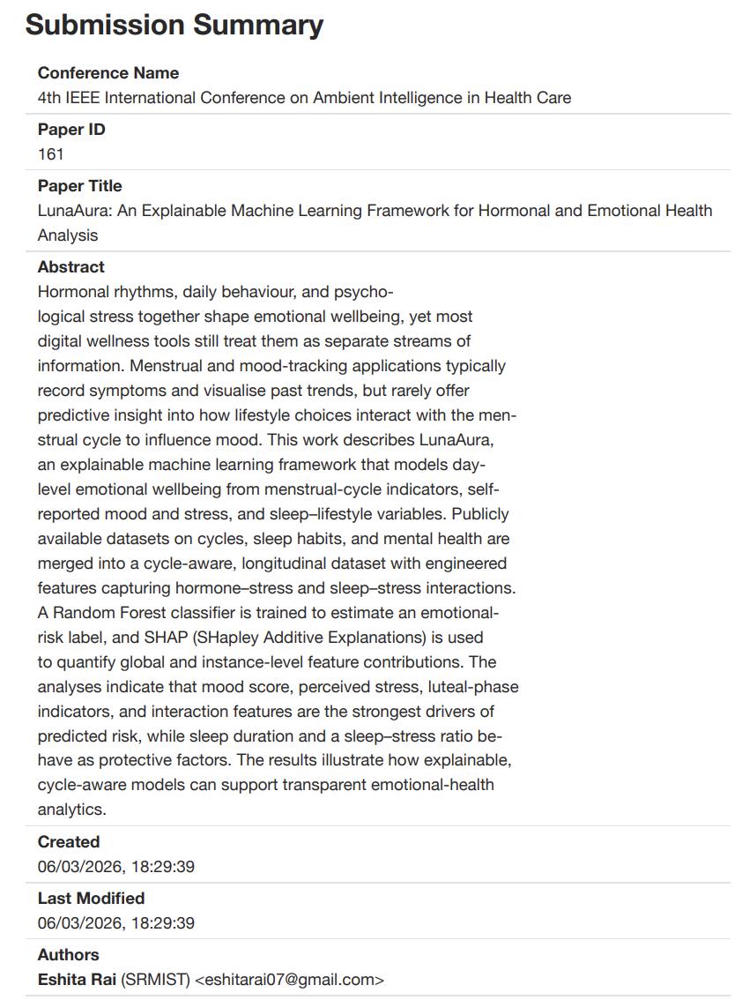 Submission Summary
Conference Name
4th IEEE International Conference on Ambient Intelligence in Health Care
Paper ID
161
Paper Title
LunaAura: An Explainable Machine Learning Framework for Hormonal and Emotional Health
Analysis
Abstract
Hormonal rhythms, daily behaviour, and psycho-
logical stress together shape emotional wellbeing, yet most
digital wellness tools still treat them as separate streams of
information. Menstrual and mood-tracking applications typically
record symptoms and visualise past trends, but rarely offer
predictive insight into how lifestyle choices interact with the men-
strual cycle to influence mood. This work describes LunaAura,
an explainable machine learning framework that models day-
level emotional wellbeing from menstrual-cycle indicators, self-
reported mood and stress, and sleep–lifestyle variables. Publicly
available datasets on cycles, sleep habits, and mental health are
merged into a cycle-aware, longitudinal dataset with engineered
features capturing hormone–stress and sleep–stress interactions.
A Random Forest classifier is trained to estimate an emotional-
risk label, and SHAP (SHapley Additive Explanations) is used
to quantify global and instance-level feature contributions. The
analyses indicate that mood score, perceived stress, luteal-phase
indicators, and interaction features are the strongest drivers of
predicted risk, while sleep duration and a sleep–stress ratio be-
have as protective factors. The results illustrate how explainable,
cycle-aware models can support transparent emotional-health
analytics.
Created
06/03/2026, 18:29:39
Last Modified
06/03/2026, 18:29:39
Authors
Eshita Rai (SRMIST) <eshitarai07@gmail.com>